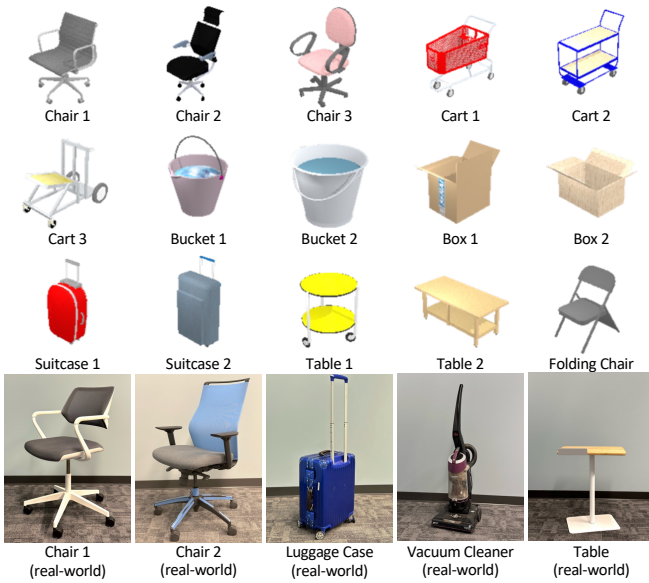 Chair 1
Chair 2
Chair 3
Cart 1
Cart 2
Cart 3
Bucket 1
Bucket 2
Box 1
Box 2
Suitcase 1
Suitcase 2
Table 1
Table 2
Folding Chair
Chair 1
(real-world)
Chair 2
(real-world)
Luggage Case
(real-world)
Vacuum Cleaner
(real-world)
Table
(real-world)